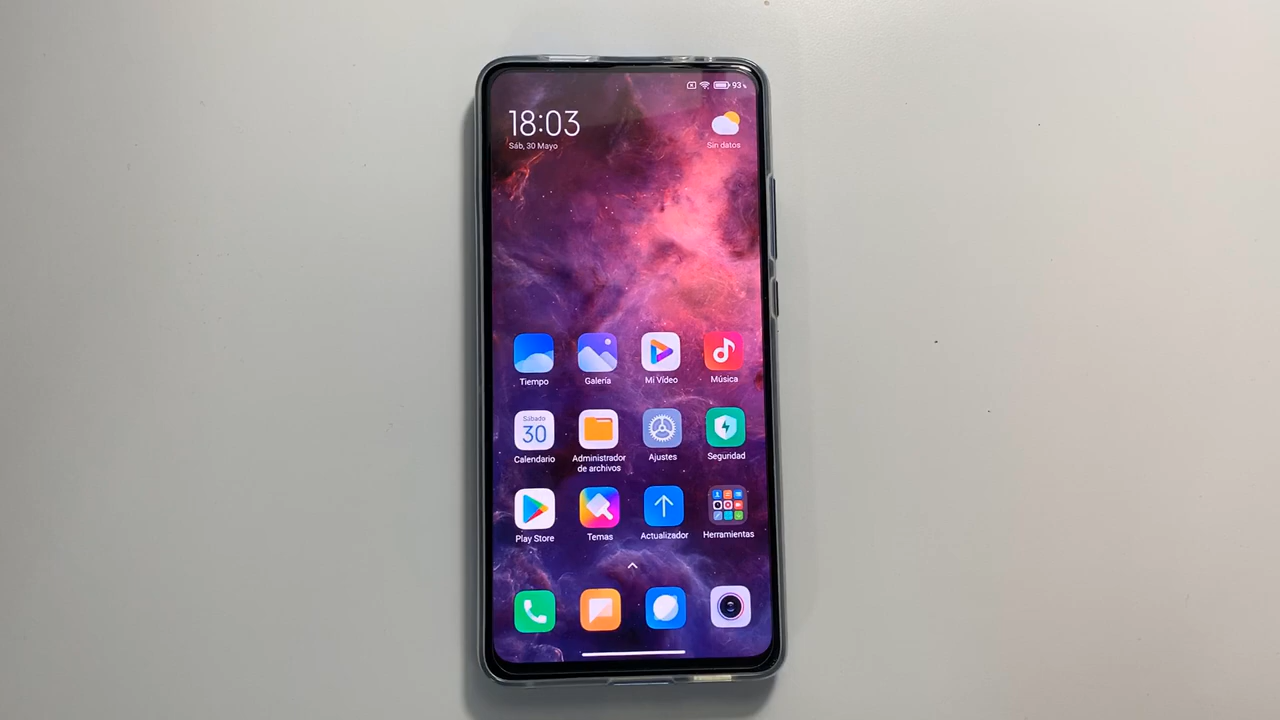 93%
18:03
Sáb, 30 Mayo
Sin datos
Tiempo
Galería
Mi Vídeo
Música
Sábado
30
Calendario
Administrador
de archivos
Ajustes
Seguridad
Play Store
Temas
Actualizador
Herramientas